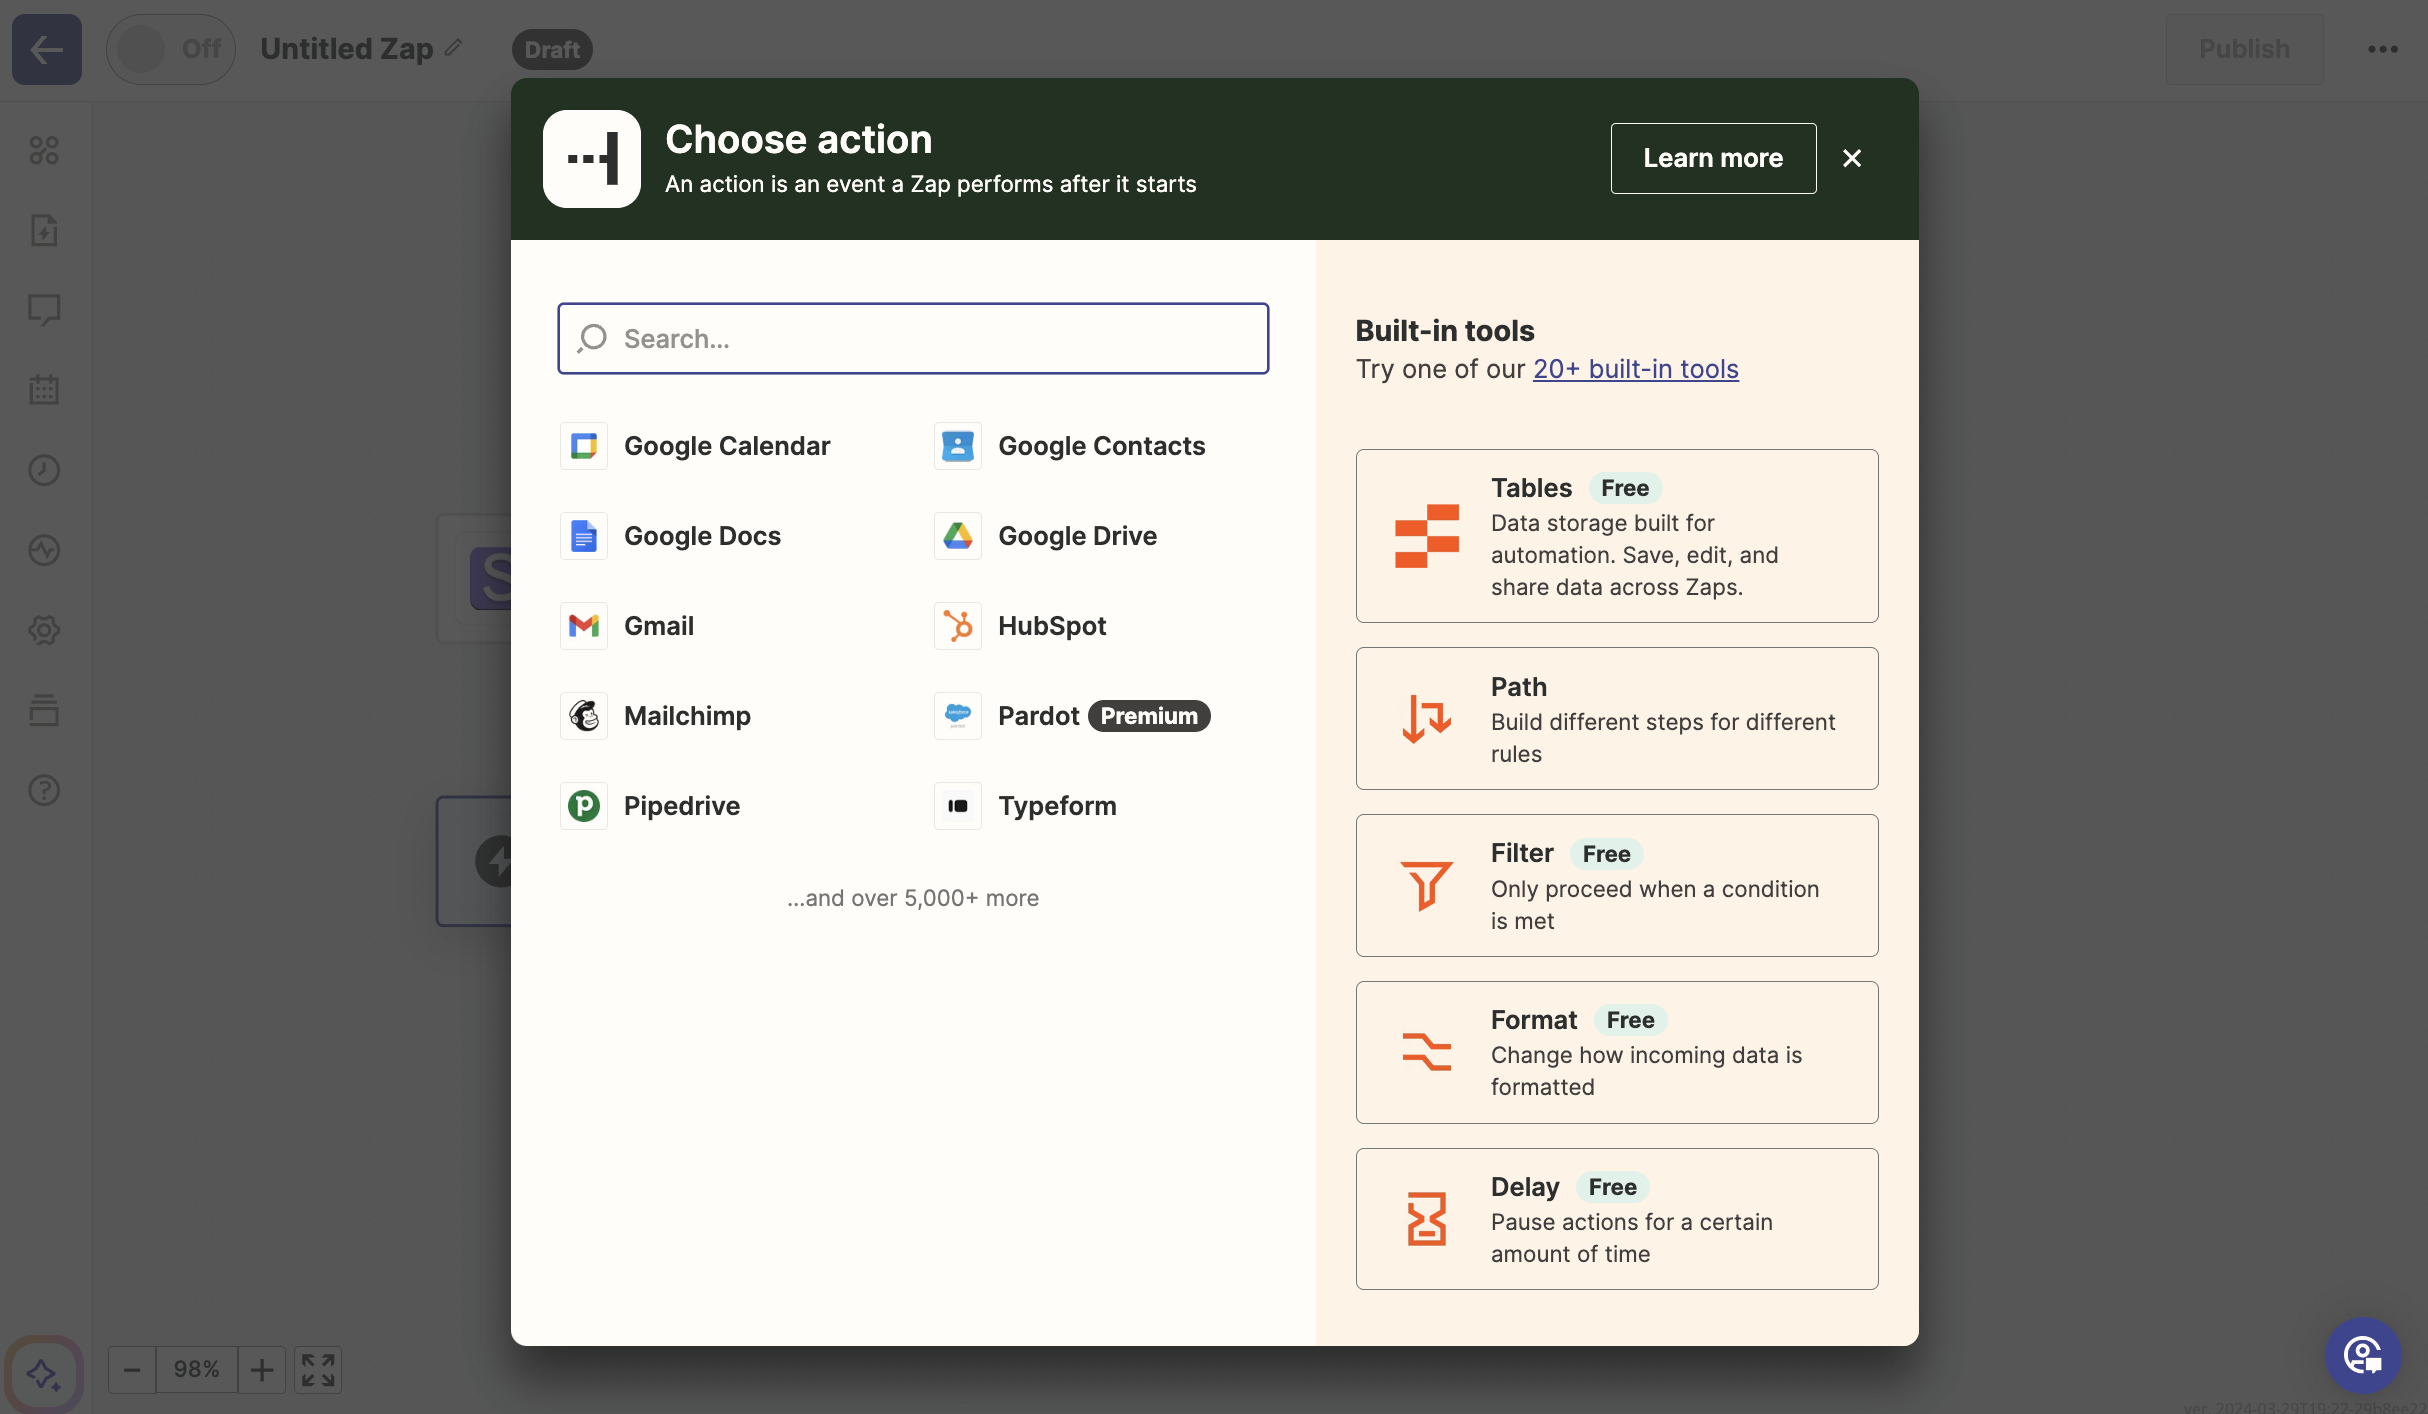 Off
Untitled Zap
Draft
Publish
Choose action
An action is an event a Zap performs after it starts
Learn more
Search...
Google Calendar
Google Contacts
Google Docs
Google Drive
Gmail
HubSpot
Mailchimp
Pardot Premium
Pipedrive
Typeform
...and over 5,000+ more
Built-in tools
Try one of our 20+ built-in tools
Tables Free
Data storage built for
automation. Save, edit, and
share data across Zaps.
Path
Build different steps for different
rules
Filter Free
Only proceed when a condition
is met
Format Free
Change how incoming data is
formatted
Delay Free
Pause actions for a certain
amount of time
98%